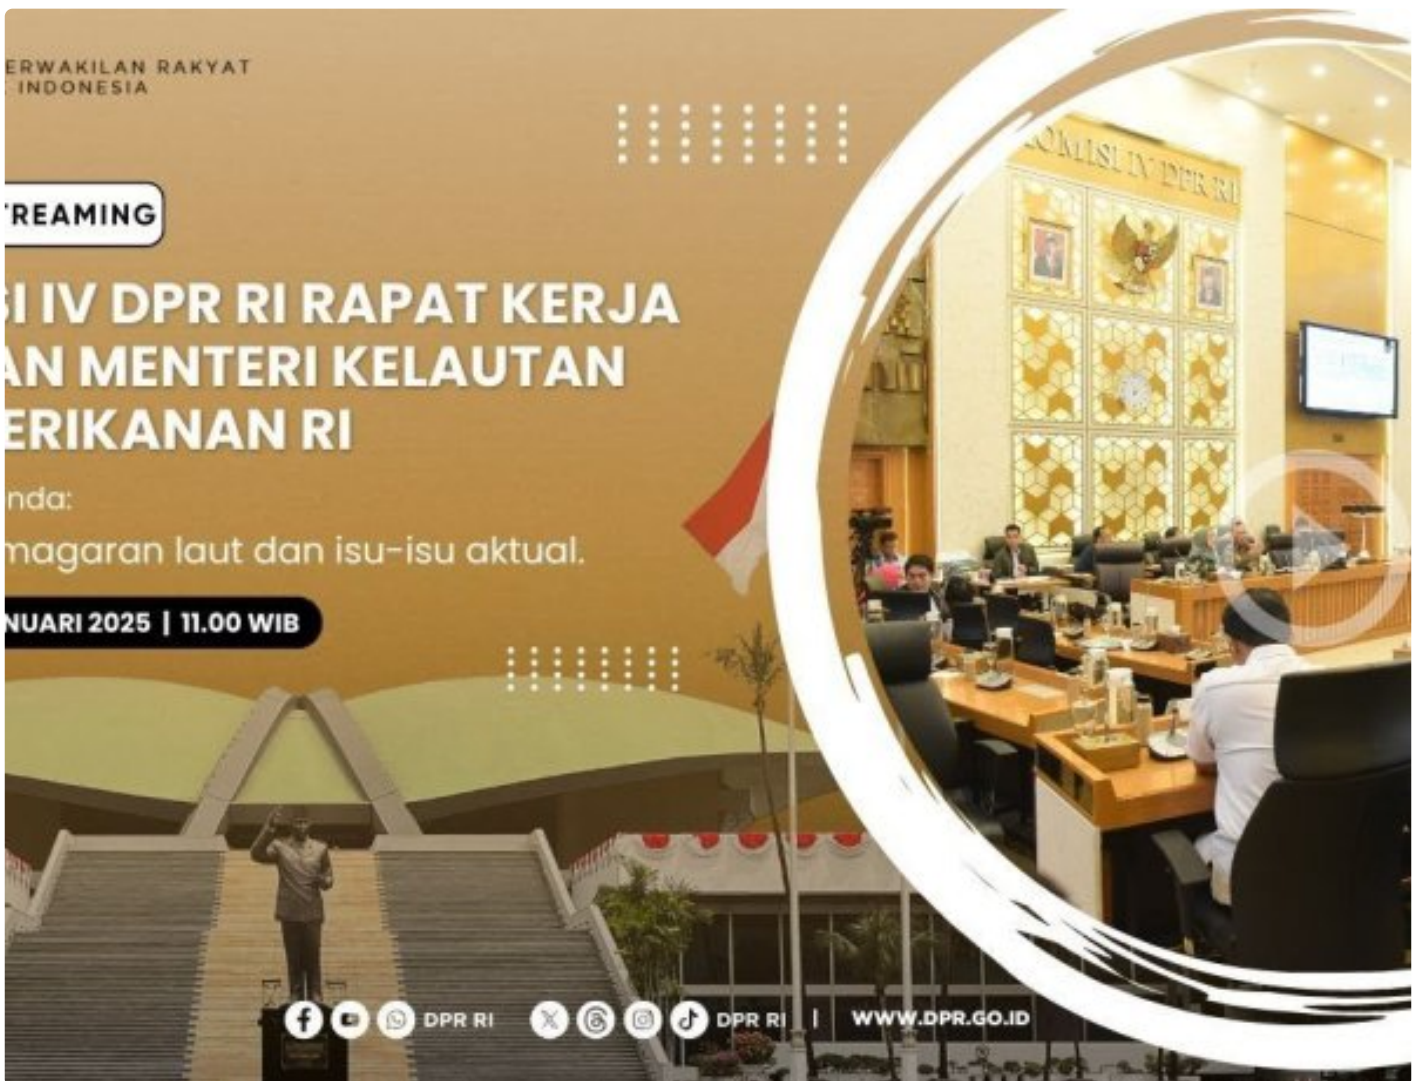 ERWAKILAN RAKYAT
INDONESIA
TREAMING
SI IV DPR RI RAPAT KERJA
AN MENTERI KELAUTAN
ERIKANAN RI
nda:
magaran laut dan isu-isu aktual.
NUARI 2025 | 11.00 WIB
KOMISI IV DPR RI
DPR RI
DPR RI | WWW.DPR.GO.ID